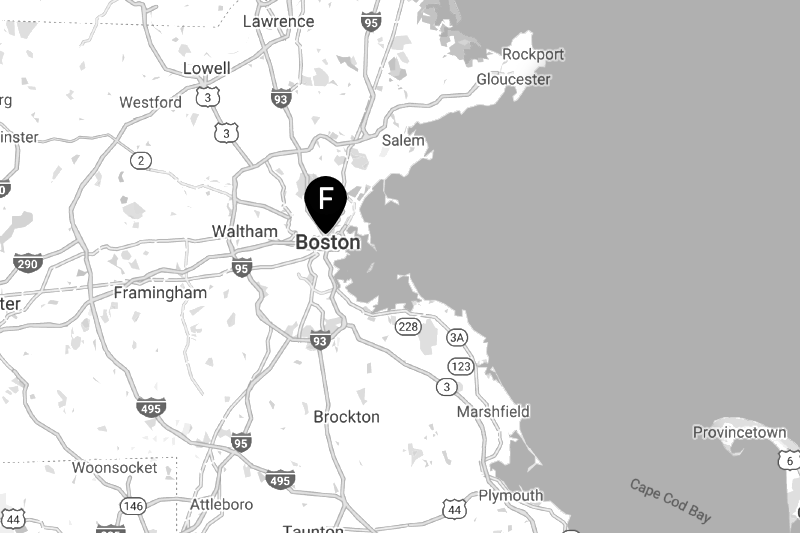 Lawrence
95
Rockport
Lowell
Gloucester
3
93
Westford
rg
3
inster
Salem
2
F
Waltham
Boston
290
95
Framingham
ter
228
93
3A
123
3
495
Marshfield
Brockton
Provincetown
95
6
Woonsocket
495
Cape Cod Bay
Plymouth
146
Attleboro
44
44
Taunton